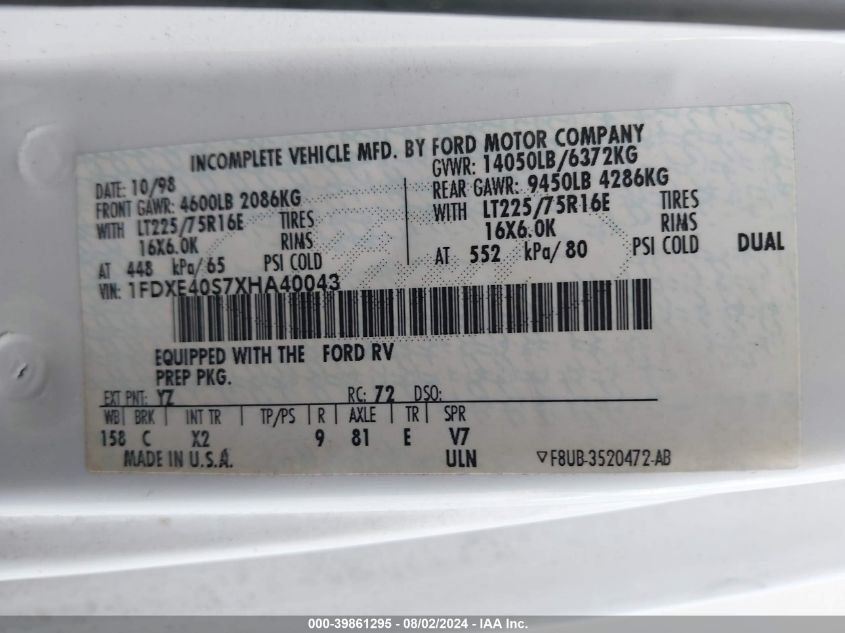 INCOMPLETE VEHICLE MFD. BY FORD MOTOR COMPANY
DATE: 10/98
GVWR: 14050LB/6372KG
FRONT GAWR: 4600LB 2086KG
REAR GAWR: 9450LB 4286KG
WITH LT225/75R16E TIRES
WITH LT225/75R16E TIRES
16X6.0K RIMS
16X6.0K RIMS
AT 448 kPa/65 PSI COLD
AT 552 kPa/80 PSI COLD DUAL
VIN: 1FDXE40S7XHA40043
EQUIPPED WITH THE FORD RV
PREP PKG.
EXT PNT: YZ RC: 72 DSO:
WB BRK INT TR TP/PS R AXLE TR SPR
158 C X2 9 81 E V7
MADE IN U.S.A. ULN ▽F8UB-3520472-AB
000-39861295 - 08/02/2024 - IAA Inc.